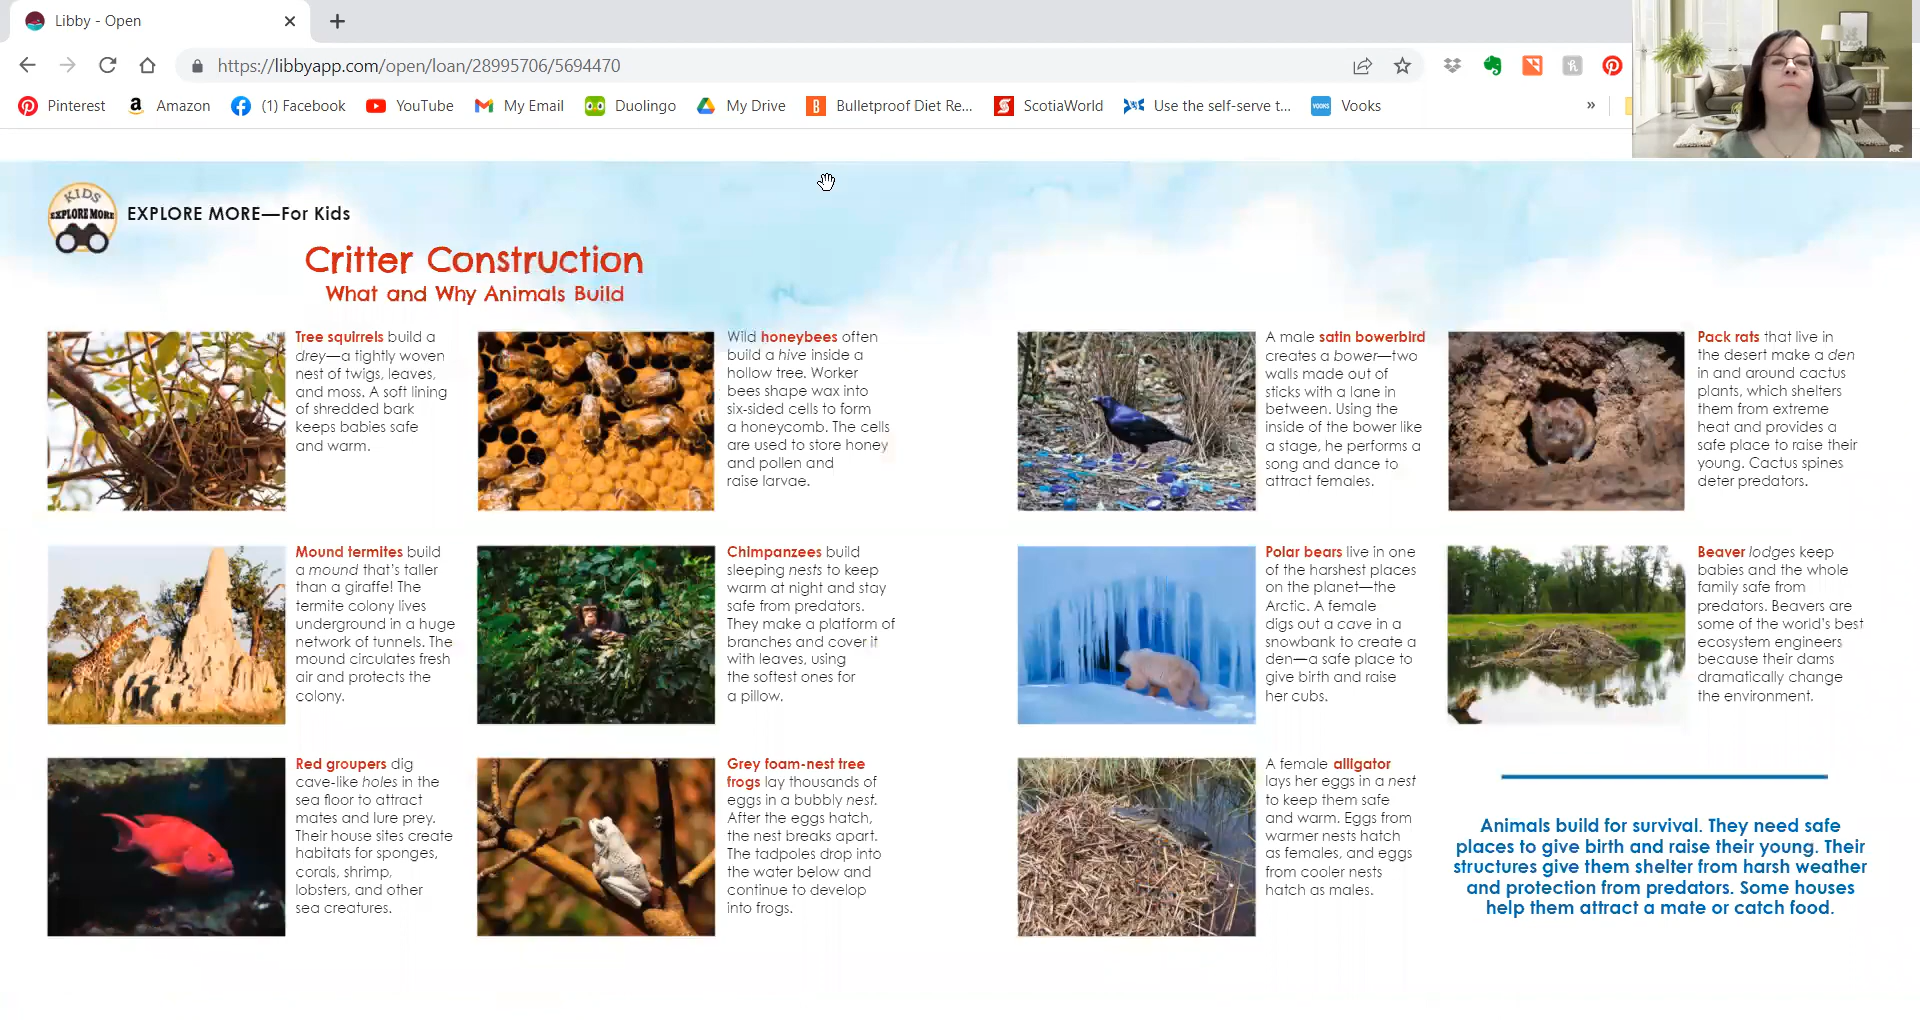 Libby - Open
https://libbyapp.com/open/loan/28995706/5694470
Pinterest
Amazon
(1) Facebook
YouTube
My Email
Duolingo
My Drive
Bulletproof Diet Re...
ScotiaWorld
Use the self-serve t...
Vooks
»
KIDS
EXPLORE MORE
EXPLORE MORE—For Kids
Critter Construction
What and Why Animals Build
Tree squirrels build a
drey—a tightly woven
nest of twigs, leaves,
and moss. A soft lining
of shredded bark
keeps babies safe
and warm.
Wild honeybees often
build a hive inside a
hollow tree. Worker
bees shape wax into
six-sided cells to form
a honeycomb. The cells
are used to store honey
and pollen and
raise larvae.
A male satin bowerbird
creates a bower—two
walls made out of
sticks with a lane in
between. Using the
inside of the bower like
a stage, he performs a
song and dance to
attract females.
Pack rats that live in
the desert make a den
in and around cactus
plants, which shelters
them from extreme
heat and provides a
safe place to raise their
young. Cactus spines
deter predators.
Mound termites build
a mound that's taller
than a giraffe! The
termite colony lives
underground in a huge
network of tunnels. The
mound circulates fresh
air and protects the
colony.
Chimpanzees build
sleeping nests to keep
warm at night and stay
safe from predators.
They make a platform of
branches and cover it
with leaves, using
the softest ones for
a pillow.
Polar bears live in one
of the harshest places
on the planet—the
Arctic. A female
digs out a cave in a
snowbank to create a
den—a safe place to
give birth and raise
her cubs.
Beaver lodges keep
babies and the whole
family safe from
predators. Beavers are
some of the world's best
ecosystem engineers
because their dams
dramatically change
the environment.
Red groupers dig
cave-like holes in the
sea floor to attract
mates and lure prey.
Their house sites create
habitats for sponges,
corals, shrimp,
lobsters, and other
sea creatures.
Grey foam-nest tree
frogs lay thousands of
eggs in a bubbly nest.
After the eggs hatch,
the nest breaks apart.
The tadpoles drop into
the water below and
continue to develop
into frogs.
A female alligator
lays her eggs in a nest
to keep them safe
and warm. Eggs from
warmer nests hatch
as females, and eggs
from cooler nests
hatch as males.
Animals build for survival. They need safe
places to give birth and raise their young. Their
structures give them shelter from harsh weather
and protection from predators. Some houses
help them attract a mate or catch food.